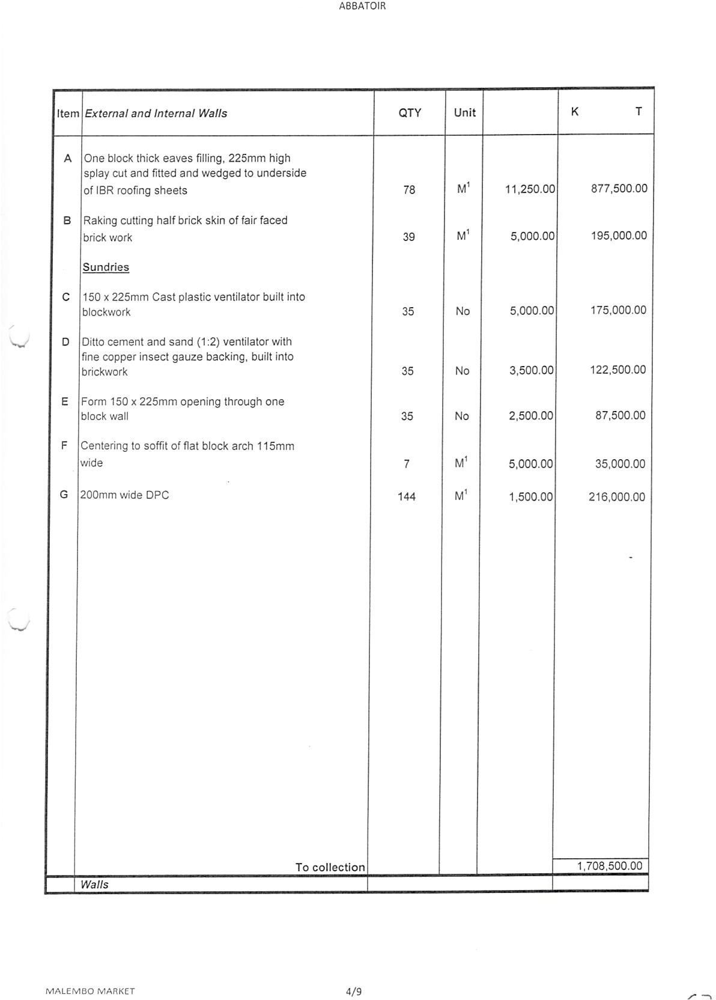 ABBATOIR
Item External and Internal Walls QTY Unit K T
A One block thick eaves filling, 225mm high
splay cut and fitted and wedged to underside
of IBR roofing sheets 78 M¹ 11,250.00 877,500.00
B Raking cutting half brick skin of fair faced
brick work 39 M¹ 5,000.00 195,000.00
Sundries
C 150 x 225mm Cast plastic ventilator built into
blockwork 35 No 5,000.00 175,000.00
D Ditto cement and sand (1:2) ventilator with
fine copper insect gauze backing, built into
brickwork 35 No 3,500.00 122,500.00
E Form 150 x 225mm opening through one
block wall 35 No 2,500.00 87,500.00
F Centering to soffit of flat block arch 115mm
wide 7 M¹ 5,000.00 35,000.00
G 200mm wide DPC 144 M¹ 1,500.00 216,000.00
-
To collection 1,708,500.00
Walls
MALEMBO MARKET 4/9